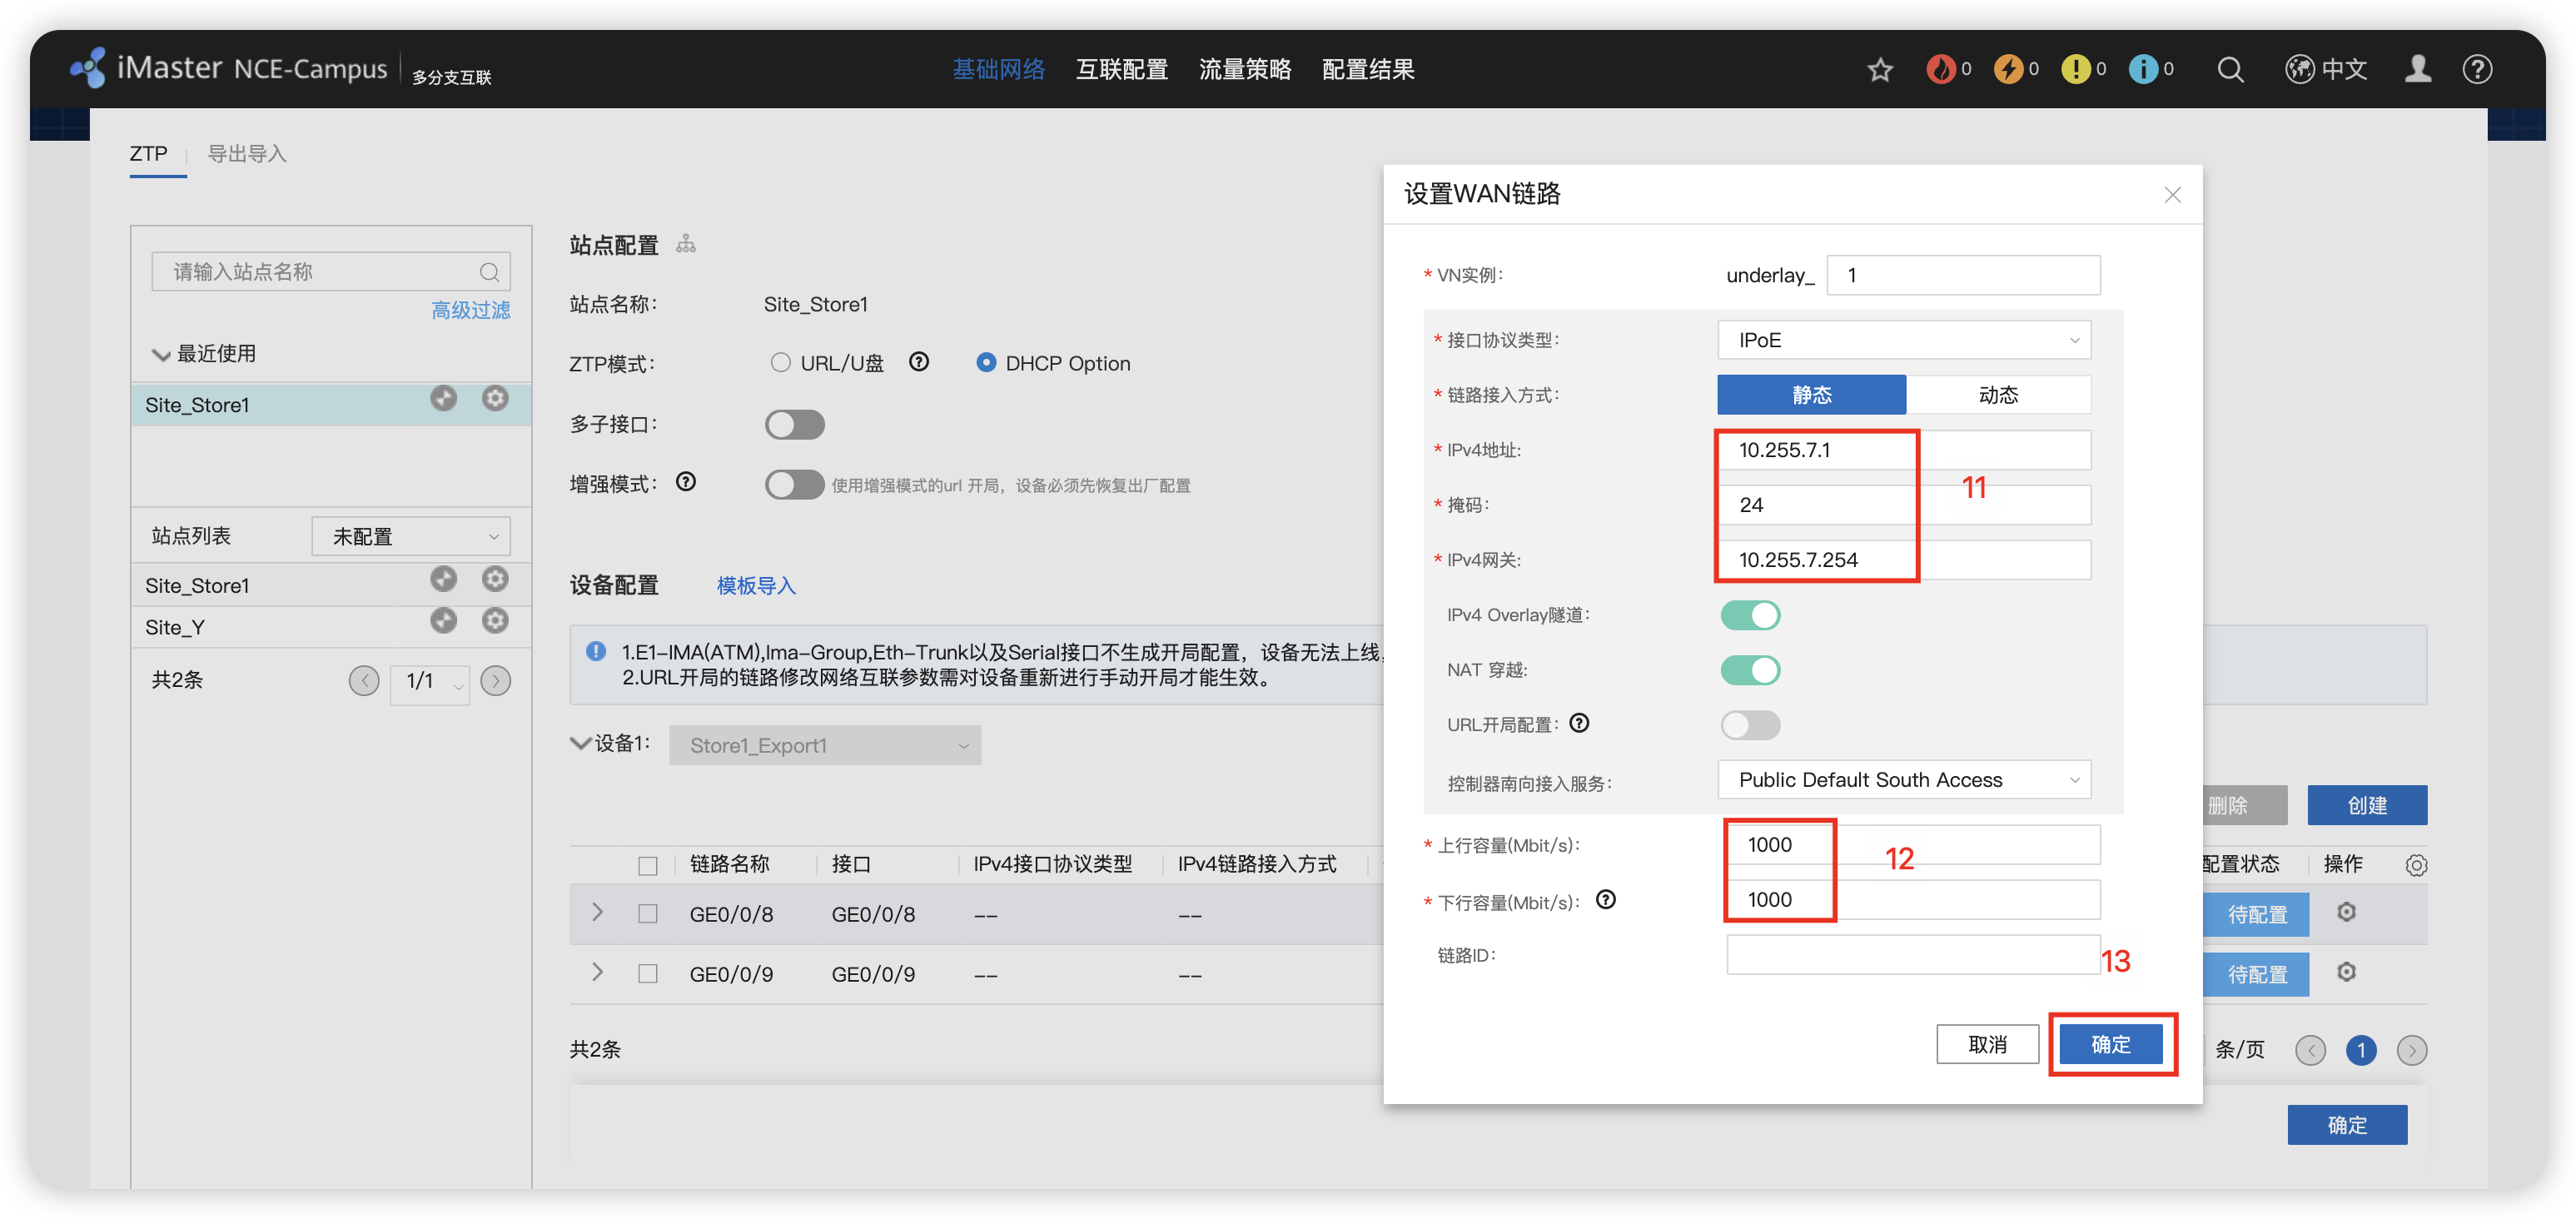 iMaster NCE-Campus 多分支互联 基础网络 互联配置 流量策略 配置结果 0 0 0 0 中文
ZTP 导出导入
请输入站点名称
高级过滤
最近使用
Site_Store1
站点列表 未配置
Site_Store1
Site_Y
共2条 1/1
站点配置
站点名称: Site_Store1
ZTP模式: URL/U盘 DHCP Option
多子接口:
增强模式: 使用增强模式的url 开局，设备必须先恢复出厂配置
设备配置 模板导入
1.E1-IMA(ATM),Ima-Group,Eth-Trunk以及Serial接口不生成开局配置，设备无法上线，
2.URL开局的链路修改网络互联参数需对设备重新进行手动开局才能生效。
设备1: Store1_Export1
删除 创建
链路名称 接口 IPv4接口协议类型 IPv4链路接入方式 配置状态 操作
GE0/0/8 GE0/0/8 -- -- 待配置
GE0/0/9 GE0/0/9 -- -- 待配置
共2条 条/页 1
确定
设置WAN链路
* VN实例: underlay_ 1
* 接口协议类型: IPoE
* 链路接入方式: 静态 动态
* IPv4地址: 10.255.7.1
11
* 掩码: 24
* IPv4网关: 10.255.7.254
IPv4 Overlay隧道:
NAT 穿越:
URL开局配置:
控制器南向接入服务: Public Default South Access
* 上行容量(Mbit/s): 1000
12
* 下行容量(Mbit/s): 1000
链路ID:
13
取消 确定